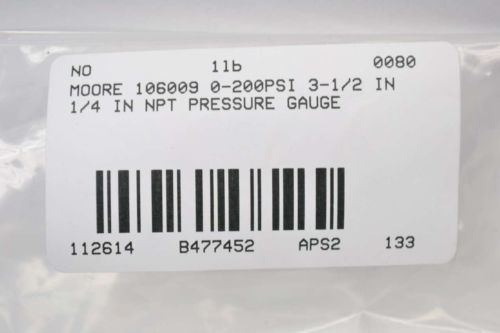 NO 11b 0080
MOORE 106009 0-200PSI 3-1/2 IN
1/4 IN NPT PRESSURE GAUGE
112614 B477452 APS2 133